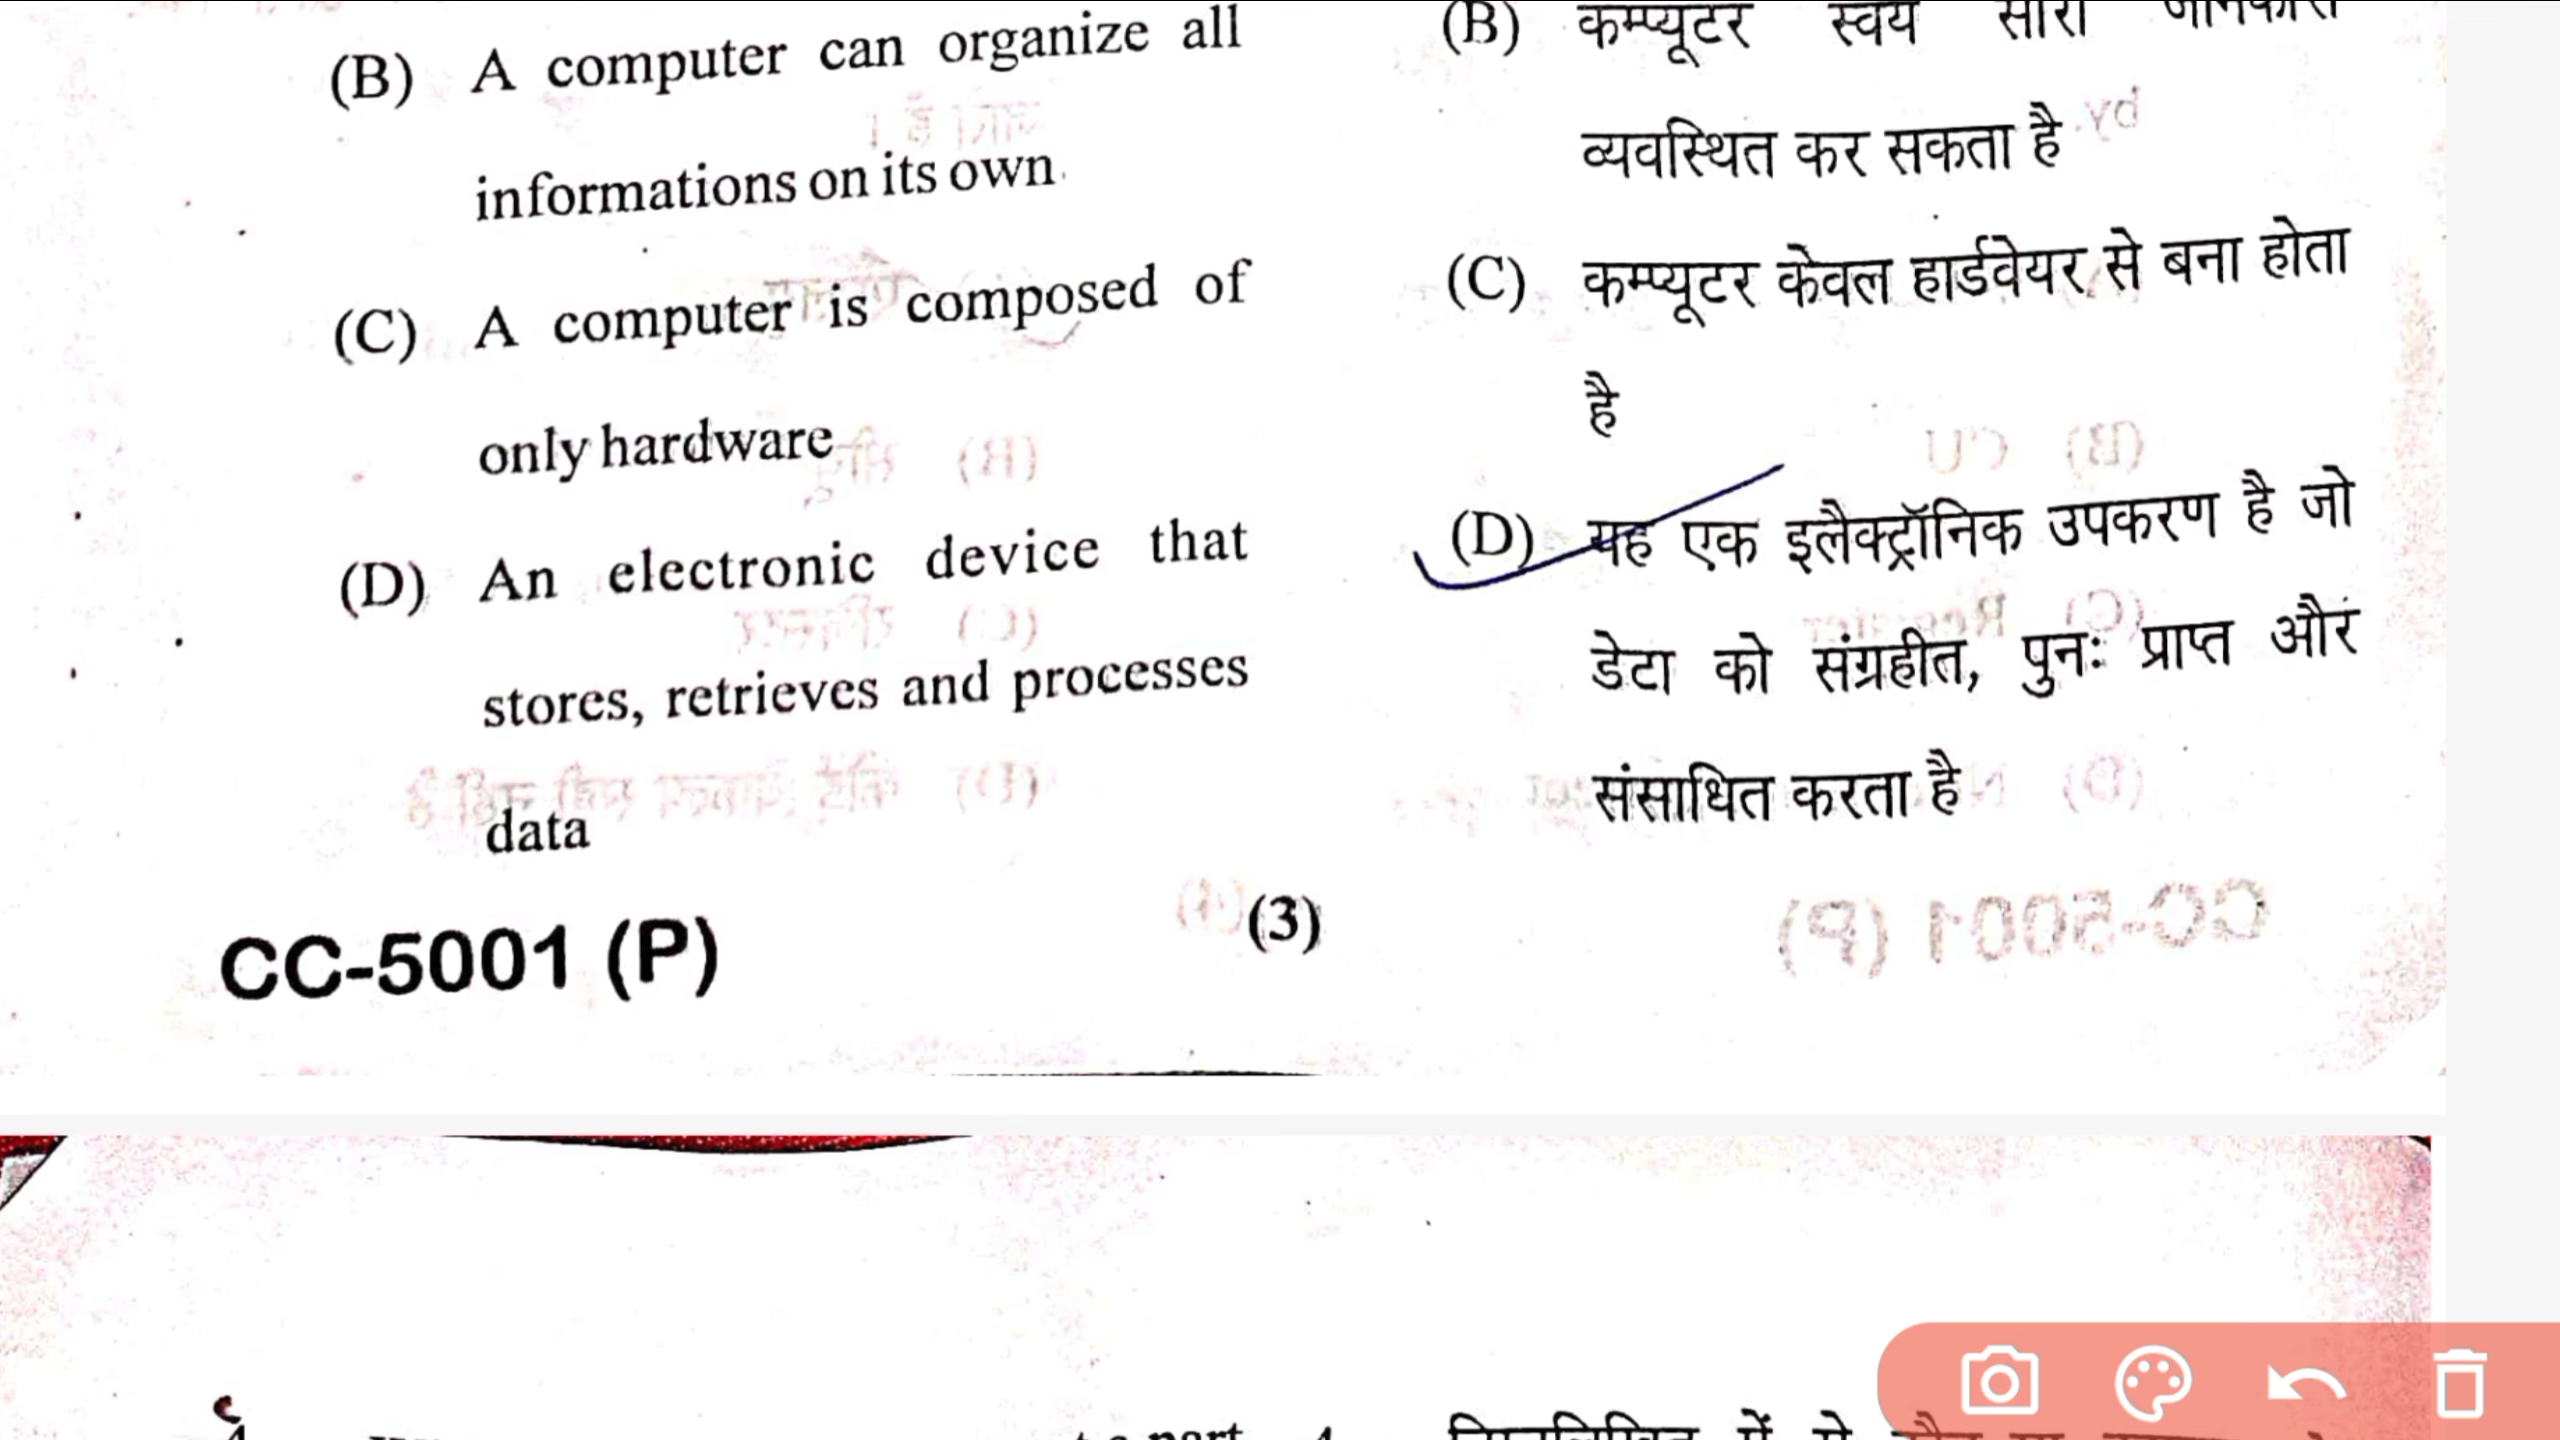 (B) A computer can organize all
informations on its own
(C) A computer is composed of
only hardware
(D) An electronic device that
stores, retrieves and processes
data
(B) कम्प्यूटर स्वयं सारी जानकारी
व्यवस्थित कर सकता है
(C) कम्प्यूटर केवल हार्डवेयर से बना होता
है
(D) यह एक इलैक्ट्रॉनिक उपकरण है जो
डेटा को संग्रहीत, पुनः प्राप्त और
संसाधित करता है
CC-5001 (P)
(3)
part